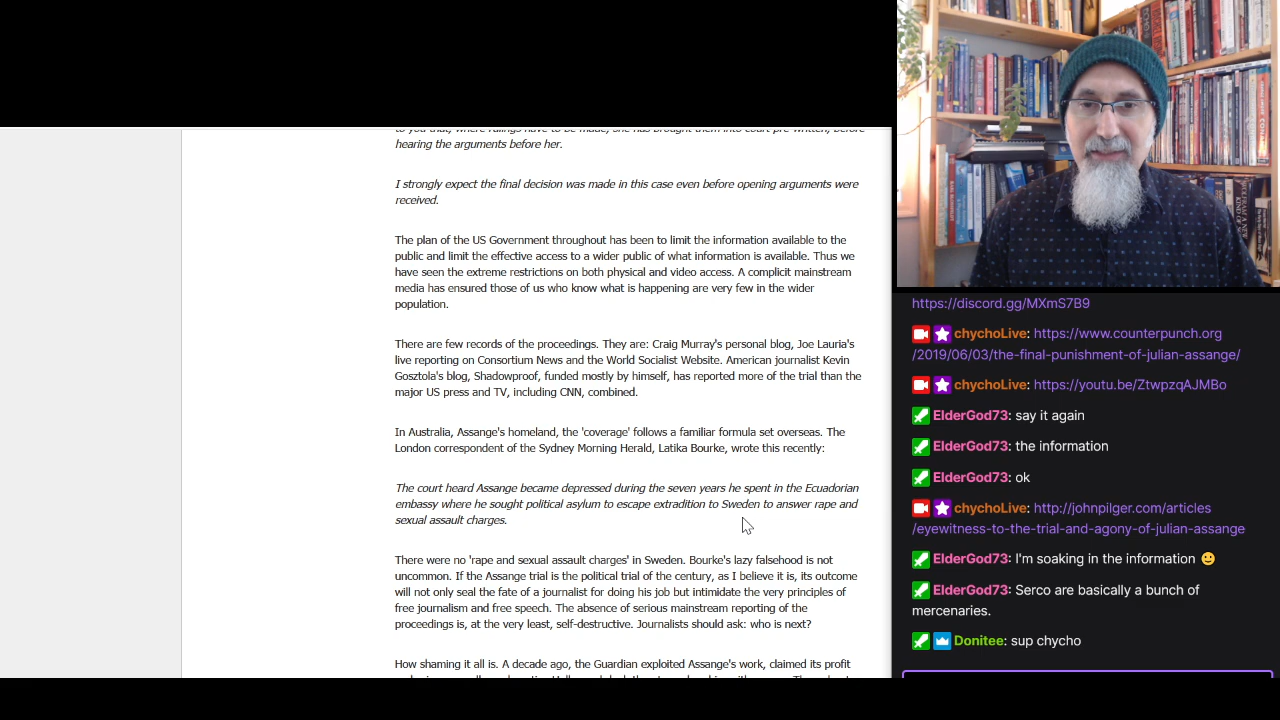 to you that, where rulings have to be made, she has brought them into court pre-written, before
hearing the arguments before her.
I strongly expect the final decision was made in this case even before opening arguments were
received.
The plan of the US Government throughout has been to limit the information available to the
public and limit the effective access to a wider public of what information is available. Thus we
have seen the extreme restrictions on both physical and video access. A complicit mainstream
media has ensured those of us who know what is happening are very few in the wider
population.
There are few records of the proceedings. They are: Craig Murray's personal blog, Joe Lauria's
live reporting on Consortium News and the World Socialist Website. American journalist Kevin
Gosztola's blog, Shadowproof, funded mostly by himself, has reported more of the trial than the
major US press and TV, including CNN, combined.
In Australia, Assange's homeland, the 'coverage' follows a familiar formula set overseas. The
London correspondent of the Sydney Morning Herald, Latika Bourke, wrote this recently:
The court heard Assange became depressed during the seven years he spent in the Ecuadorian
embassy where he sought political asylum to escape extradition to Sweden to answer rape and
sexual assault charges.
There were no 'rape and sexual assault charges' in Sweden. Bourke's lazy falsehood is not
uncommon. If the Assange trial is the political trial of the century, as I believe it is, its outcome
will not only seal the fate of a journalist for doing his job but intimidate the very principles of
free journalism and free speech. The absence of serious mainstream reporting of the
proceedings is, at the very least, self-destructive. Journalists should ask: who is next?
How shaming it all is. A decade ago, the Guardian exploited Assange's work, claimed its profit
https://discord.gg/MXmS7B9
chychoLive: https://www.counterpunch.org
/2019/06/03/the-final-punishment-of-julian-assange/
chychoLive: https://youtu.be/ZtwpzqAJMBo
ElderGod73: say it again
ElderGod73: the information
ElderGod73: ok
chychoLive: http://johnpilger.com/articles
/eyewitness-to-the-trial-and-agony-of-julian-assange
ElderGod73: I'm soaking in the information 🙂
ElderGod73: Serco are basically a bunch of
mercenaries.
Donitee: sup chycho